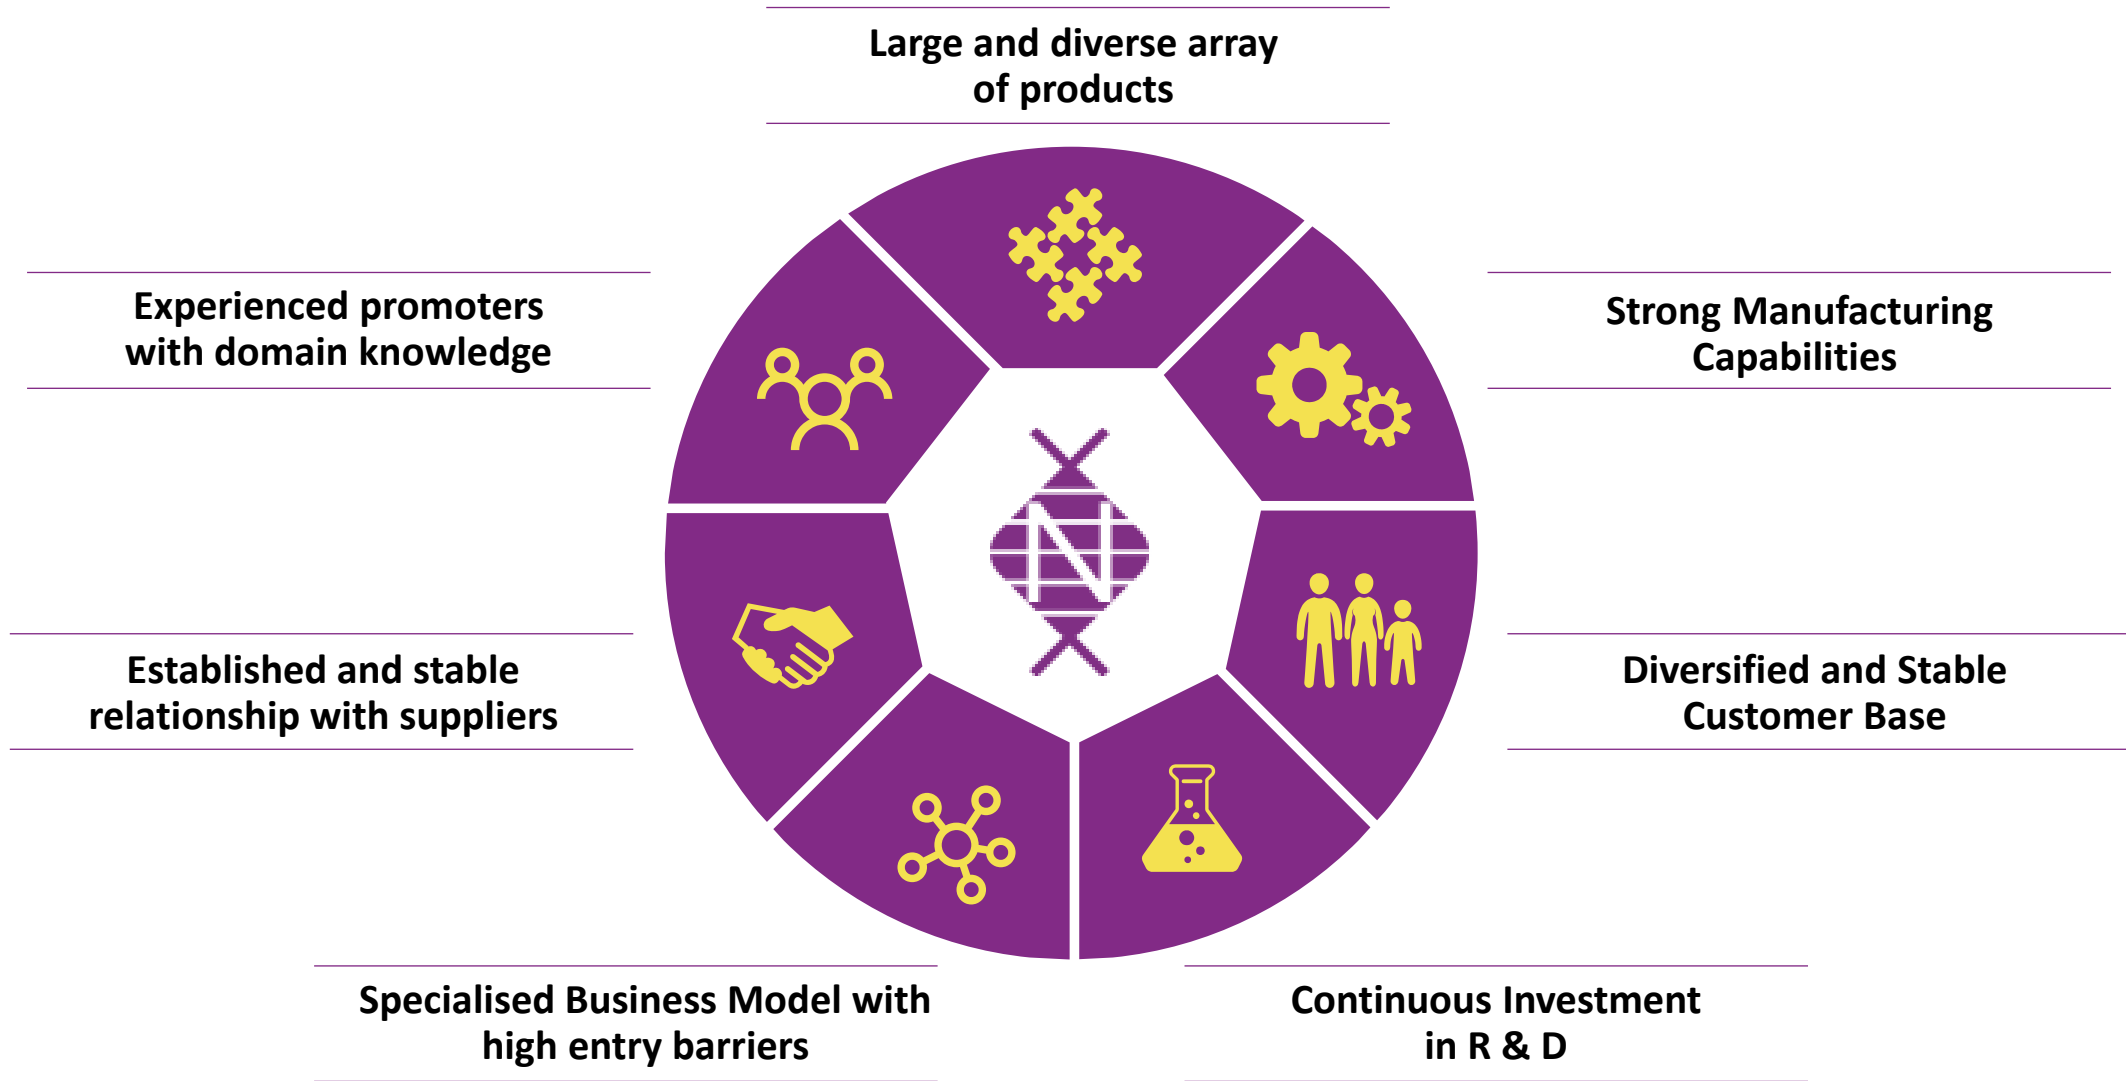 Large and diverse array
of products
Experienced promoters
with domain knowledge
Strong Manufacturing
Capabilities
N
Established and stable
relationship with suppliers
Diversified and Stable
Customer Base
Specialised Business Model with
high entry barriers
Continuous Investment
in R & D